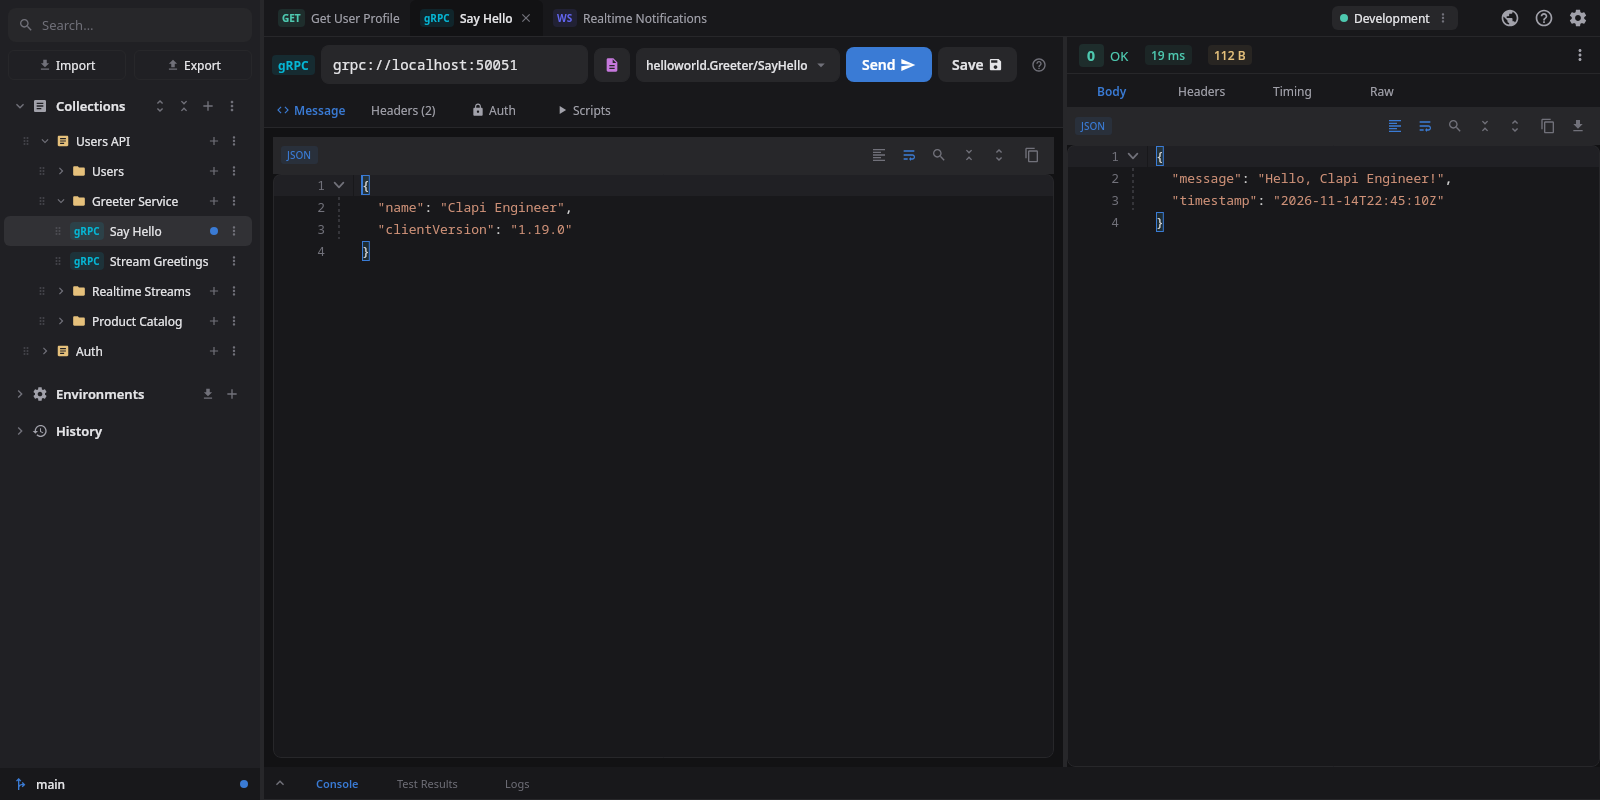 Search...
Import
Export
Collections
Users API
Users
Greeter Service
gRPC Say Hello
gRPC Stream Greetings
Realtime Streams
Product Catalog
Auth
Environments
History
main
GET Get User Profile
gRPC Say Hello
WS Realtime Notifications
Development
gRPC grpc://localhost:50051
helloworld.Greeter/SayHello
Send
Save
Message
Headers (2)
Auth
Scripts
JSON
1 {
2 "name": "Clapi Engineer",
3 "clientVersion": "1.19.0"
4 }
0 OK 19 ms 112 B
Body
Headers
Timing
Raw
JSON
1 {
2 "message": "Hello, Clapi Engineer!",
3 "timestamp": "2026-11-14T22:45:10Z"
4 }
Console
Test Results
Logs